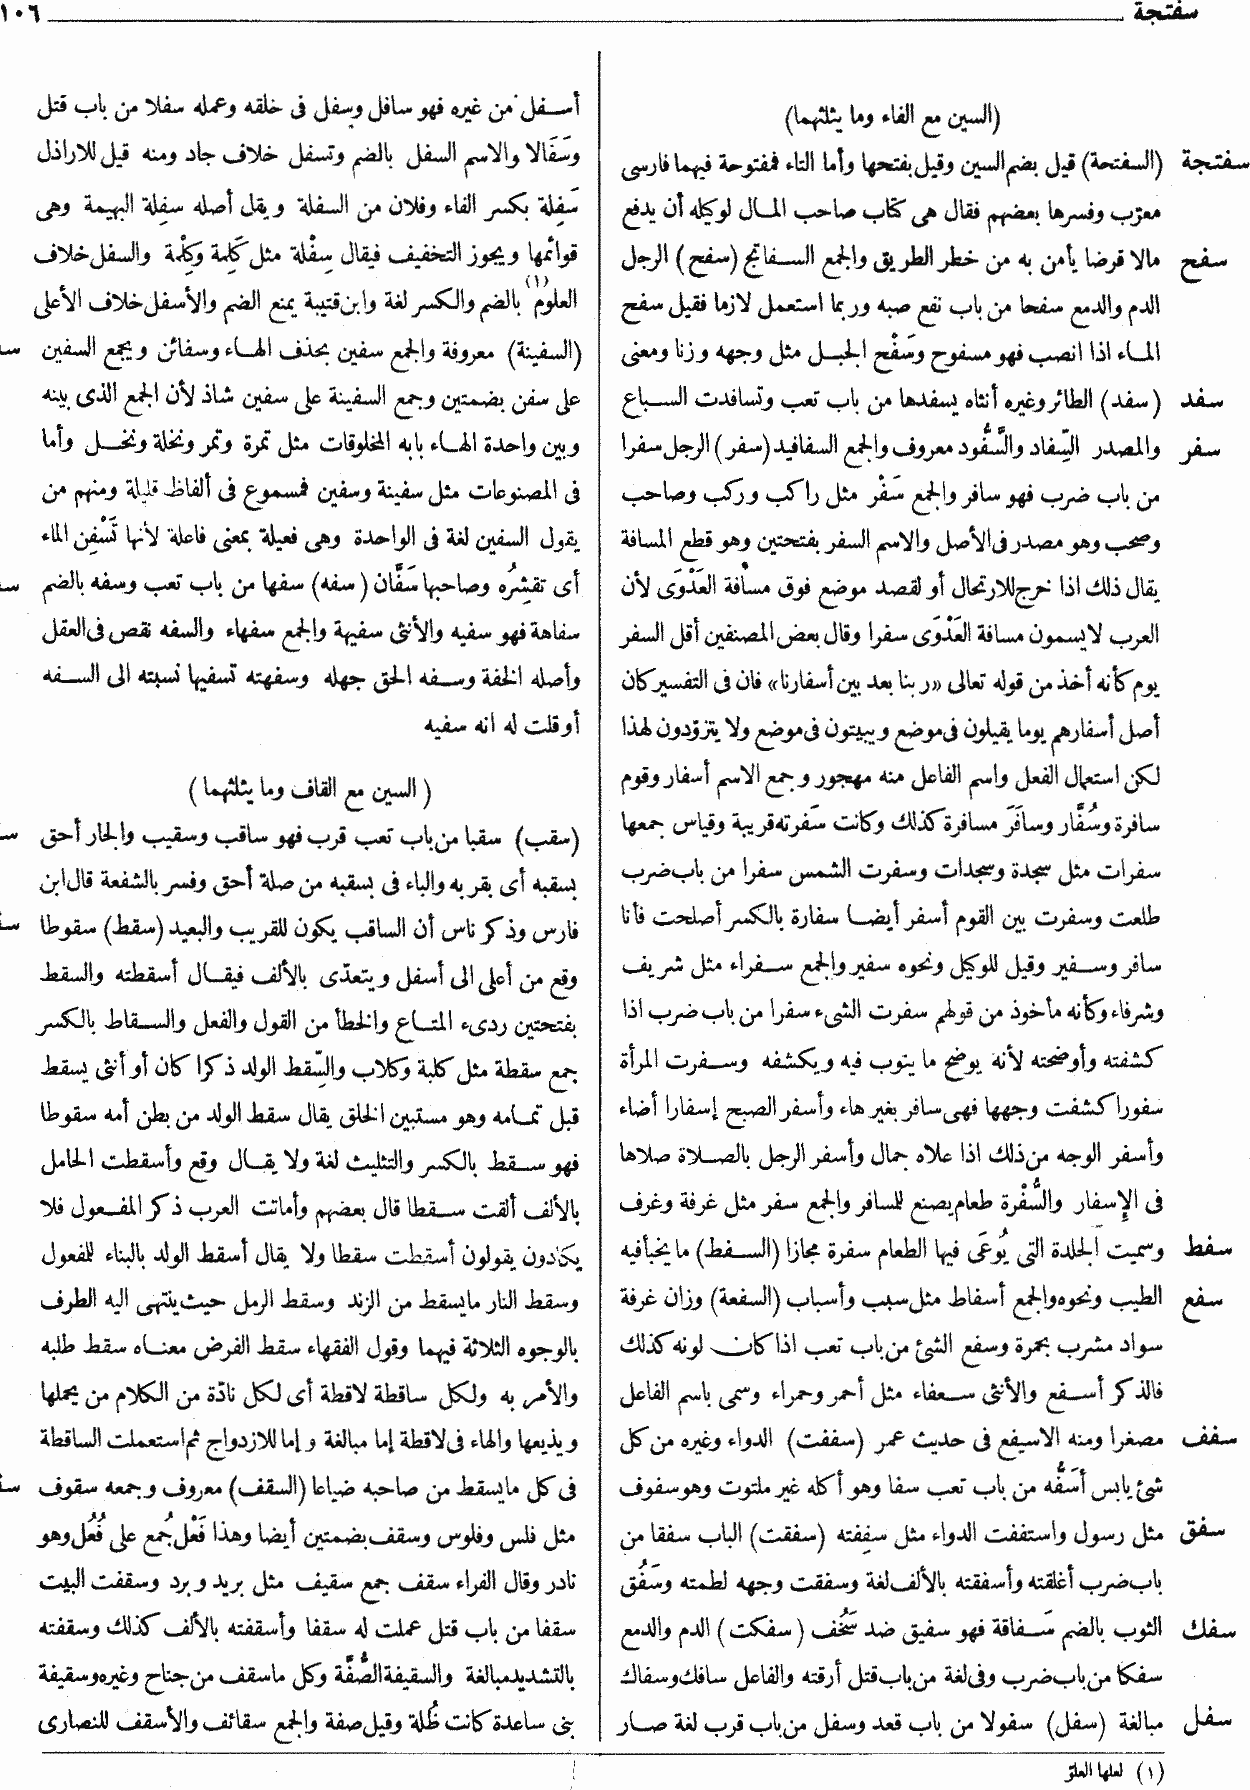 سفتجة
١٠٦
(السين مع الفاء وما يثلثهما)
سفتجة (السفتجة) قيل بضم السين وقيل بفتحها وأما التاء فمفتوحة فيهما فارسى
معرّب وفسرها بعضهم فقال هى كتاب صاحب المال لوكيله أن يدفع
سفح مالا قرضا يأمن به من خطر الطريق والجمع السفاتج (سفح) الرجل
الدم والدمع سفحا من باب نفع صبه وربما استعمل لازما فقيل سفح
الماء اذا انصب فهو مسفوح وسَفْح الجبل مثل وجهه وزنا ومعنى
سفد (سفد) الطائر وغيره أنثاه يسفدها من باب تعب وتسافدت السباع
سفر والمصدر السِّفاد والسَّفُّود معروف والجمع السفافيد (سفر) الرجل سفرا
من باب ضرب فهو سافر والجمع سَفْر مثل راكب وركب وصاحب
وصحب وهو مصدر فى الأصل والاسم السفر بفتحتين وهو قطع المسافة
يقال ذلك اذا خرج للارتحال أو لقصد موضع فوق مسافة العَدْوَى لأن
العرب لا يسمون مسافة العَدْوَى سفرا وقال بعض المصنفين أقل السفر
يوم كأنه أخذ من قوله تعالى «ربنا بعد بين أسفارنا» فان فى التفسير كان
أصل أسفارهم يوما يقيلون فى موضع ويبيتون فى موضع ولا يتزوّدون لهذا
لكن استعمال الفعل واسم الفاعل منه مهجور وجمع الاسم أسفار وقوم
سافرة وسُفَّار وسافَرَ مسافرة كذلك وكانت سَفرته قريبة وقياس جمعها
سفرات مثل سجدة وسجدات وسفرت الشمس سفرا من باب ضرب
طلعت وسفرت بين القوم أسفر أيضا سفارة بالكسر أصلحت فأنا
سافر وسفير وقيل للوكيل ونحوه سفير والجمع سفراء مثل شريف
وشرفاء وكأنه مأخوذ من قولهم سفرت الشىء سفرا من باب ضرب اذا
كشفته وأوضحته لأنه يوضح ما ينوب فيه ويكشفه وسفرت المرأة
سفورا كشفت وجهها فهى سافر بغير هاء وأسفر الصبح إسفارا أضاء
وأسفر الوجه من ذلك اذا علاه جمال وأسفر الرجل بالصلاة صلاها
فى الإسفار والسُّفْرة طعام يصنع للمسافر والجمع سفر مثل غرفة وغرف
سفط وسميت الجلدة التى يُوعَى فيها الطعام سفرة مجازا (السفط) ما يخبأ فيه
سفع الطيب ونحوه والجمع أسفاط مثل سبب وأسباب (السفعة) وزان غرفة
سواد مشرب بحمرة وسفع الشئ من باب تعب اذا كان لونه كذلك
فالذكر أسفع والأنثى سفعاء مثل أحمر وحمراء وسمى باسم الفاعل
سفف مصغرا ومنه الاسيفع فى حديث عمر (سففت) الدواء وغيره من كل
شئ يابس أسَفُّه من باب تعب سفا وهو أكله غير ملتوت وهو سفوف
سفق مثل رسول واستففت الدواء مثل سففته (سفقت) الباب سفقا من
باب ضرب أغلقته وأسفقته بالألف لغة وسفقت وجهه لطمته وسَفُق
سفك الثوب بالضم سَفاقة فهو سفيق ضد سَخُف (سفكت) الدم والدمع
سفكا من باب ضرب وفى لغة من باب قتل أرقته والفاعل سافك وسفاك
سفل مبالغة (سفل) سفولا من باب قعد وسفل من باب قرب لغة صار
أسفل من غيره فهو سافل وسفل فى خلقه وعمله سفلا من باب قتل
وسَفَالا والاسم السفل بالضم وتسفل خلاف جاد ومنه قيل للاراذل
سَفِلة بكسر الفاء وفلان من السفلة ويقل أصله سفِلة البهيمة وهى
قوائمها ويجوز التخفيف فيقال سِفْلة مثل كَلِمة وكِلْمة والسفل خلاف
العلوم(١) بالضم والكسر لغة وابن قتيبة يمنع الضم والأسفل خلاف الأعلى
(السفينة) معروفة والجمع سفين بحذف الهاء وسفائن ويجمع السفين
على سفن بضمتين وجمع السفينة على سفين شاذ لأن الجمع الذى بينه
وبين واحدة الهاء بابه المخلوقات مثل تمرة وتمر ونخلة ونخل وأما
فى المصنوعات مثل سفينة وسفين فمسموع فى ألفاظ قليلة ومنهم من
يقول السفين لغة فى الواحدة وهى فعيلة بمعنى فاعلة لأنها تَسْفِن الماء
أى تقشِرُه وصاحبها سَفَّان (سفه) سفها من باب تعب وسفه بالضم
سفاهة فهو سفيه والأنثى سفيهة والجمع سفهاء والسفه نقص فى العقل
وأصله الخفة وسفه الحق جهله وسفهته تسفيها نسبته الى السفه
أو قلت له انه سفيه
(السين مع القاف وما يثلثهما)
(سقب) سقبا من باب تعب قرب فهو ساقب وسقيب والجار أحق
بسقبه أى بقربه والباء فى بسقبه من صلة أحق وفسر بالشفعة قال ابن
فارس وذكر ناس أن الساقب يكون للقريب والبعيد (سقط) سقوطا
وقع من أعلى الى أسفل ويتعدّى بالألف فيقال أسقطته والسقط
بفتحتين ردىء المتاع والخطأ من القول والفعل والسقاط بالكسر
جمع سقطة مثل كلبة وكلاب والسِّقط الولد ذكرا كان أو أنثى يسقط
قبل تمامه وهو مستبين الخلق يقال سقط الولد من بطن أمه سقوطا
فهو سقط بالكسر والتثليث لغة ولا يقال وقع وأسقطت الحامل
بالألف ألقت سقطا قال بعضهم وأماتت العرب ذكر المفعول فلا
يكادون يقولون أسقطت سقطا ولا يقال أسقط الولد بالبناء للمفعول
وسقط النار ما يسقط من الزند وسقط الرمل حيث ينتهى اليه الطرف
بالوجوه الثلاثة فيهما وقول الفقهاء سقط الفرض معناه سقط طلبه
والأمر به ولكل ساقطة لاقطة أى لكل نادّة من الكلام من يحملها
ويذيعها والهاء فى لاقطة إما مبالغة وإما للازدواج ثم استعملت الساقطة
فى كل ما يسقط من صاحبه ضياعا (السقف) معروف وجمعه سقوف
مثل فلس وفلوس وسقف بضمتين أيضا وهذا فَعْل جُمع على فُعُل وهو
نادر وقال الفراء سقف جمع سقيف مثل بريد وبرد وسقفت البيت
سقفا من باب قتل عملت له سقفا وأسقفته بالألف كذلك وسقفته
بالتشديد مبالغة والسقيفة الصُّفَّة وكل ما سقف من جناح وغيره وسقيفة
بنى ساعدة كانت ظُلة وقيل صفة والجمع سقائف والأسقف للنصارى
(١) لعلها العلو